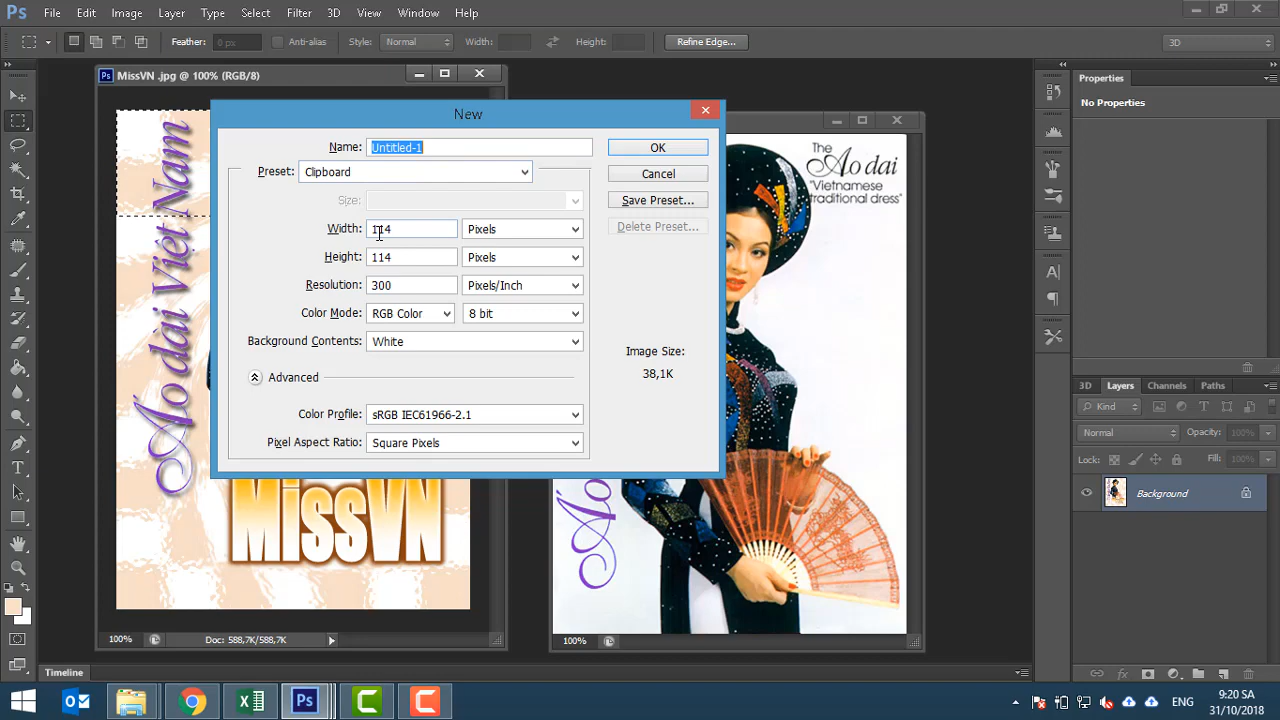 Ps File Edit Image Layer Type Select Filter 3D View Window Help
Feather: 0 px Anti-alias Style: Normal Width: Height: Refine Edge... 3D
MissVN .jpg @ 100% (RGB/8)
New
Name: Untitled-1 OK
Preset: Clipboard Cancel
Size: Save Preset...
Width: 114 Pixels Delete Preset...
Height: 114 Pixels
Resolution: 300 Pixels/Inch
Color Mode: RGB Color 8 bit
Background Contents: White
Image Size:
38,1K
Advanced
Color Profile: sRGB IEC61966-2.1
Pixel Aspect Ratio: Square Pixels
Ao dai Việt Nam
MissVN
100% Doc: 588,7K/588,7K
The
Ao dai
"Vietnamese
traditional dress"
Ao
100%
Properties
No Properties
3D Layers Channels Paths
Kind
Normal Opacity: 100%
Lock: Fill: 100%
Background
Timeline
Ps ENG 9:20 SA
31/10/2018